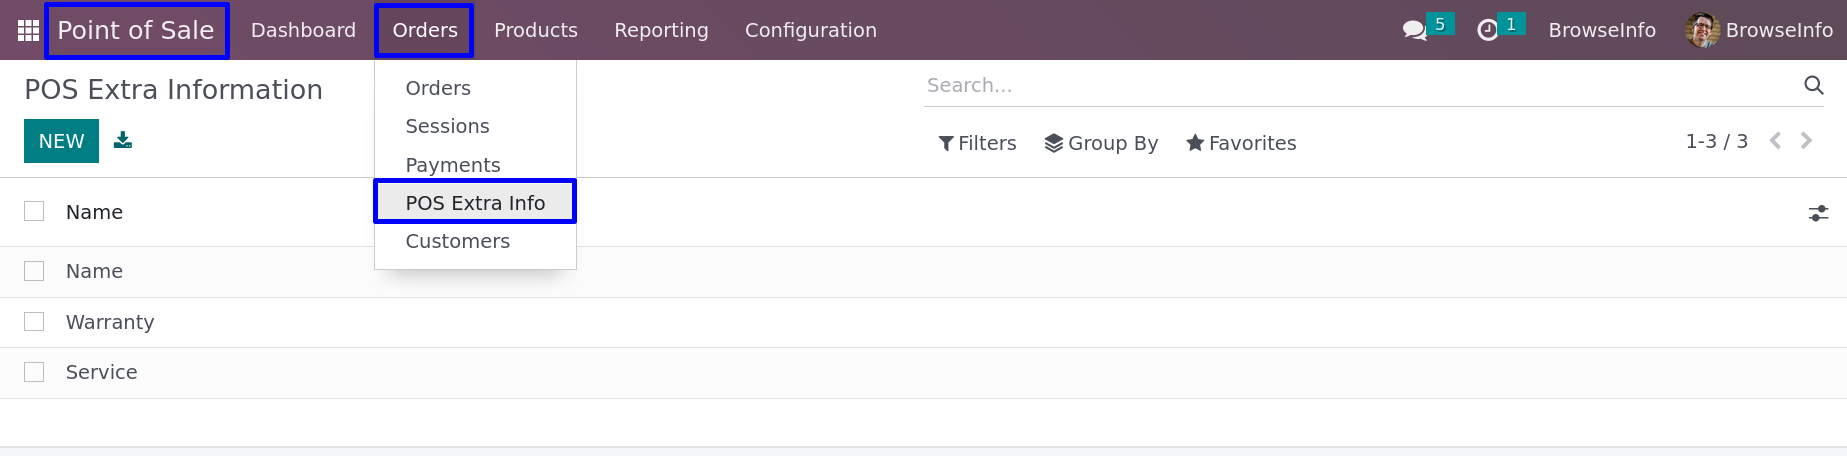 Point of Sale Dashboard Orders Products Reporting Configuration 5 1 BrowseInfo BrowseInfo
POS Extra Information
Search...
NEW
Filters Group By Favorites 1-3 / 3
Orders
Sessions
Payments
POS Extra Info
Customers
Name
Name
Warranty
Service